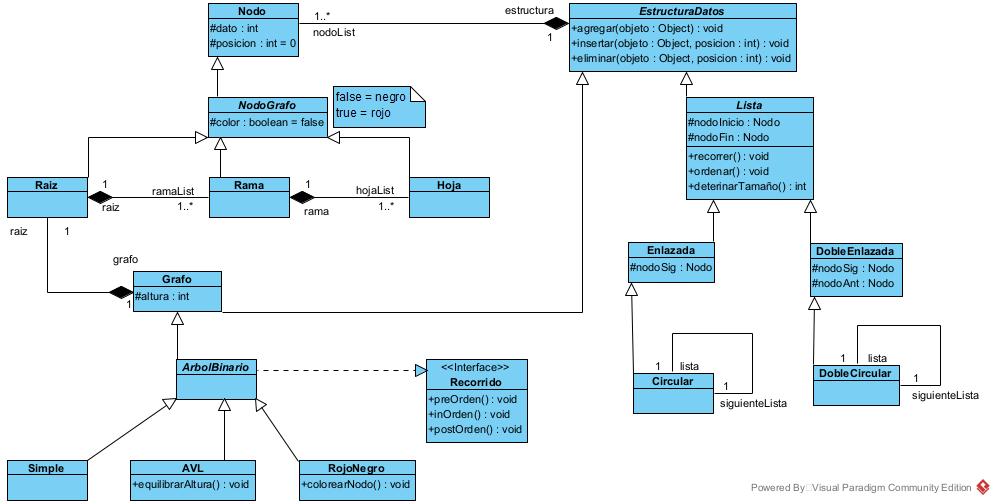 Nodo
#dato : int
#posicion : int = 0
1..*
nodoList
estructura
1
EstructuraDatos
+agregar(objeto : Object) : void
+insertar(objeto : Object, posicion : int) : void
+eliminar(objeto : Object, posicion : int) : void
NodoGrafo
#color : boolean = false
false = negro
true = rojo
Lista
#nodoInicio : Nodo
#nodoFin : Nodo
+recorrer() : void
+ordenar() : void
+deterinarTamaño() : int
Raiz
1
raiz
ramaList
1..*
Rama
1
rama
hojaList
1..*
Hoja
raiz
1
grafo
1
Grafo
#altura : int
Enlazada
#nodoSig : Nodo
DobleEnlazada
#nodoSig : Nodo
#nodoAnt : Nodo
ArbolBinario
<<Interface>>
Recorrido
+preOrden() : void
+inOrden() : void
+postOrden() : void
1
lista
Circular
1
siguienteLista
1
lista
DobleCircular
1
siguienteLista
Simple
AVL
+equilibrarAltura() : void
RojoNegro
+colorearNodo() : void
Powered By Visual Paradigm Community Edition